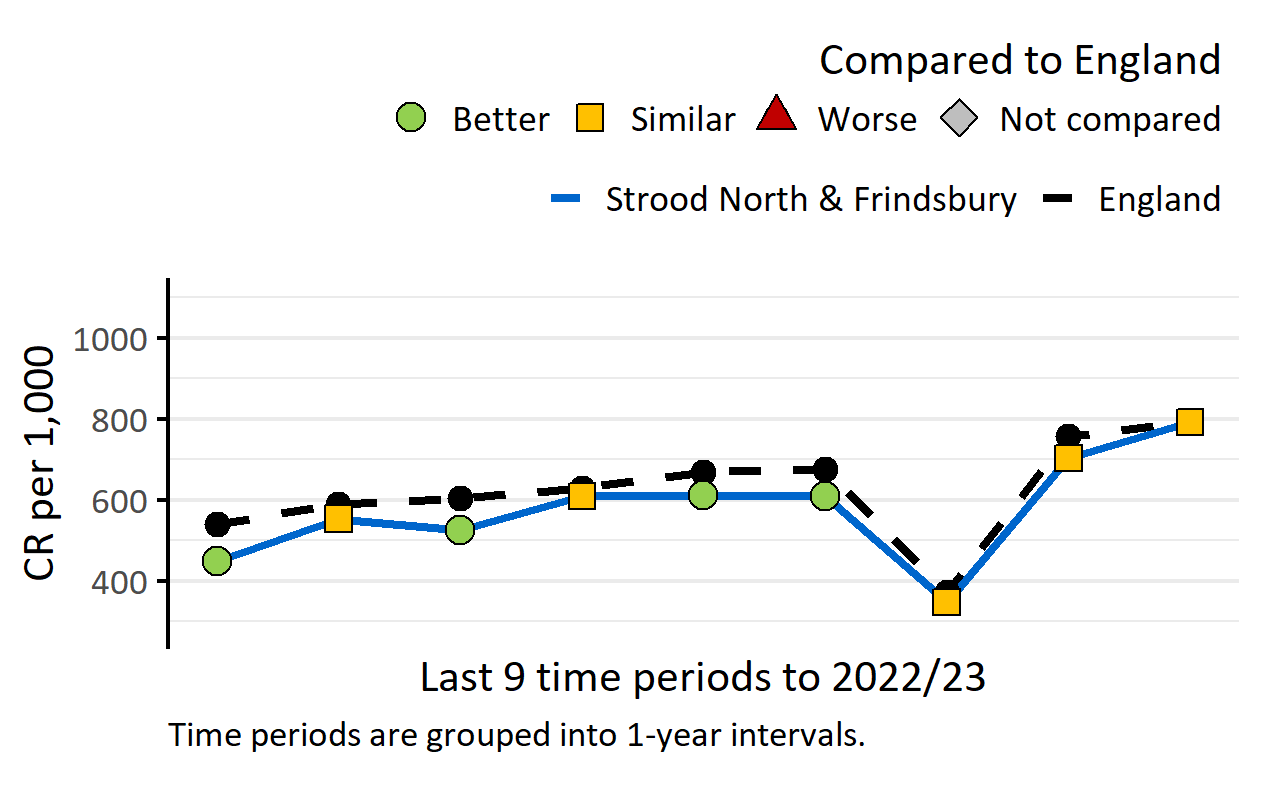 Compared to England
Better Similar Worse Not compared
Strood North & Frindsbury England
CR per 1,000
1000
800
600
400
Last 9 time periods to 2022/23
Time periods are grouped into 1-year intervals.